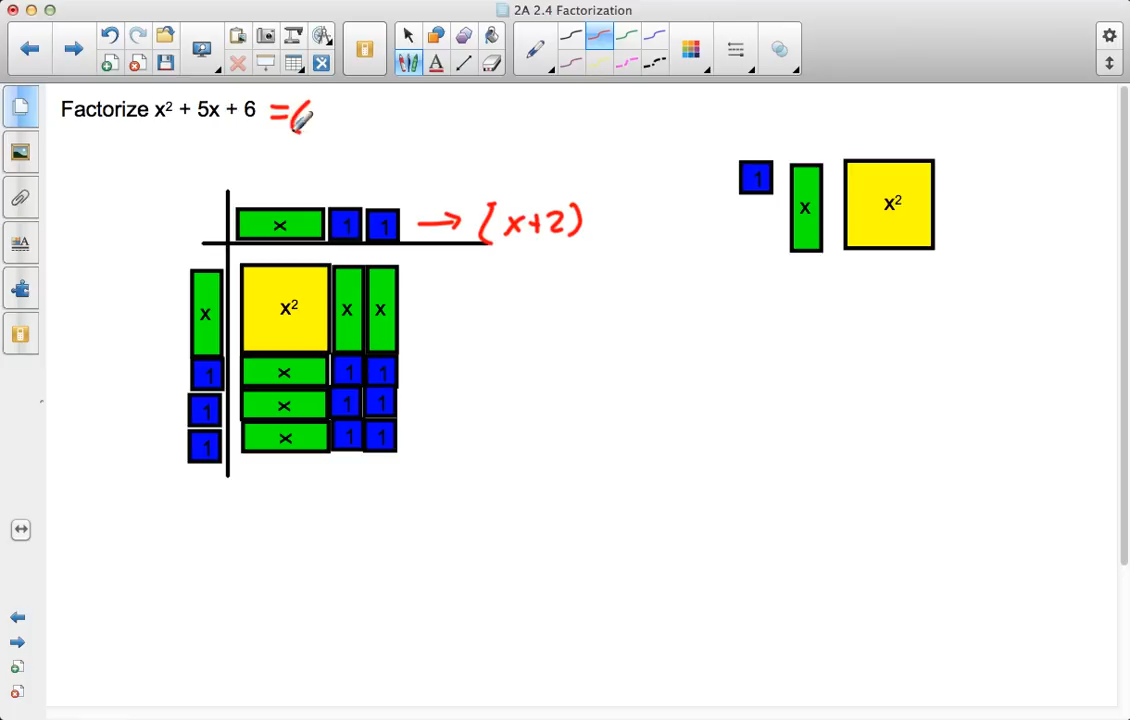 2A 2.4 Factorization
Factorize x² + 5x + 6 =(
1 x x²
x 1 1 → (x+2)
x x² x x
1 x 1 1
1 x 1 1
1 x 1 1